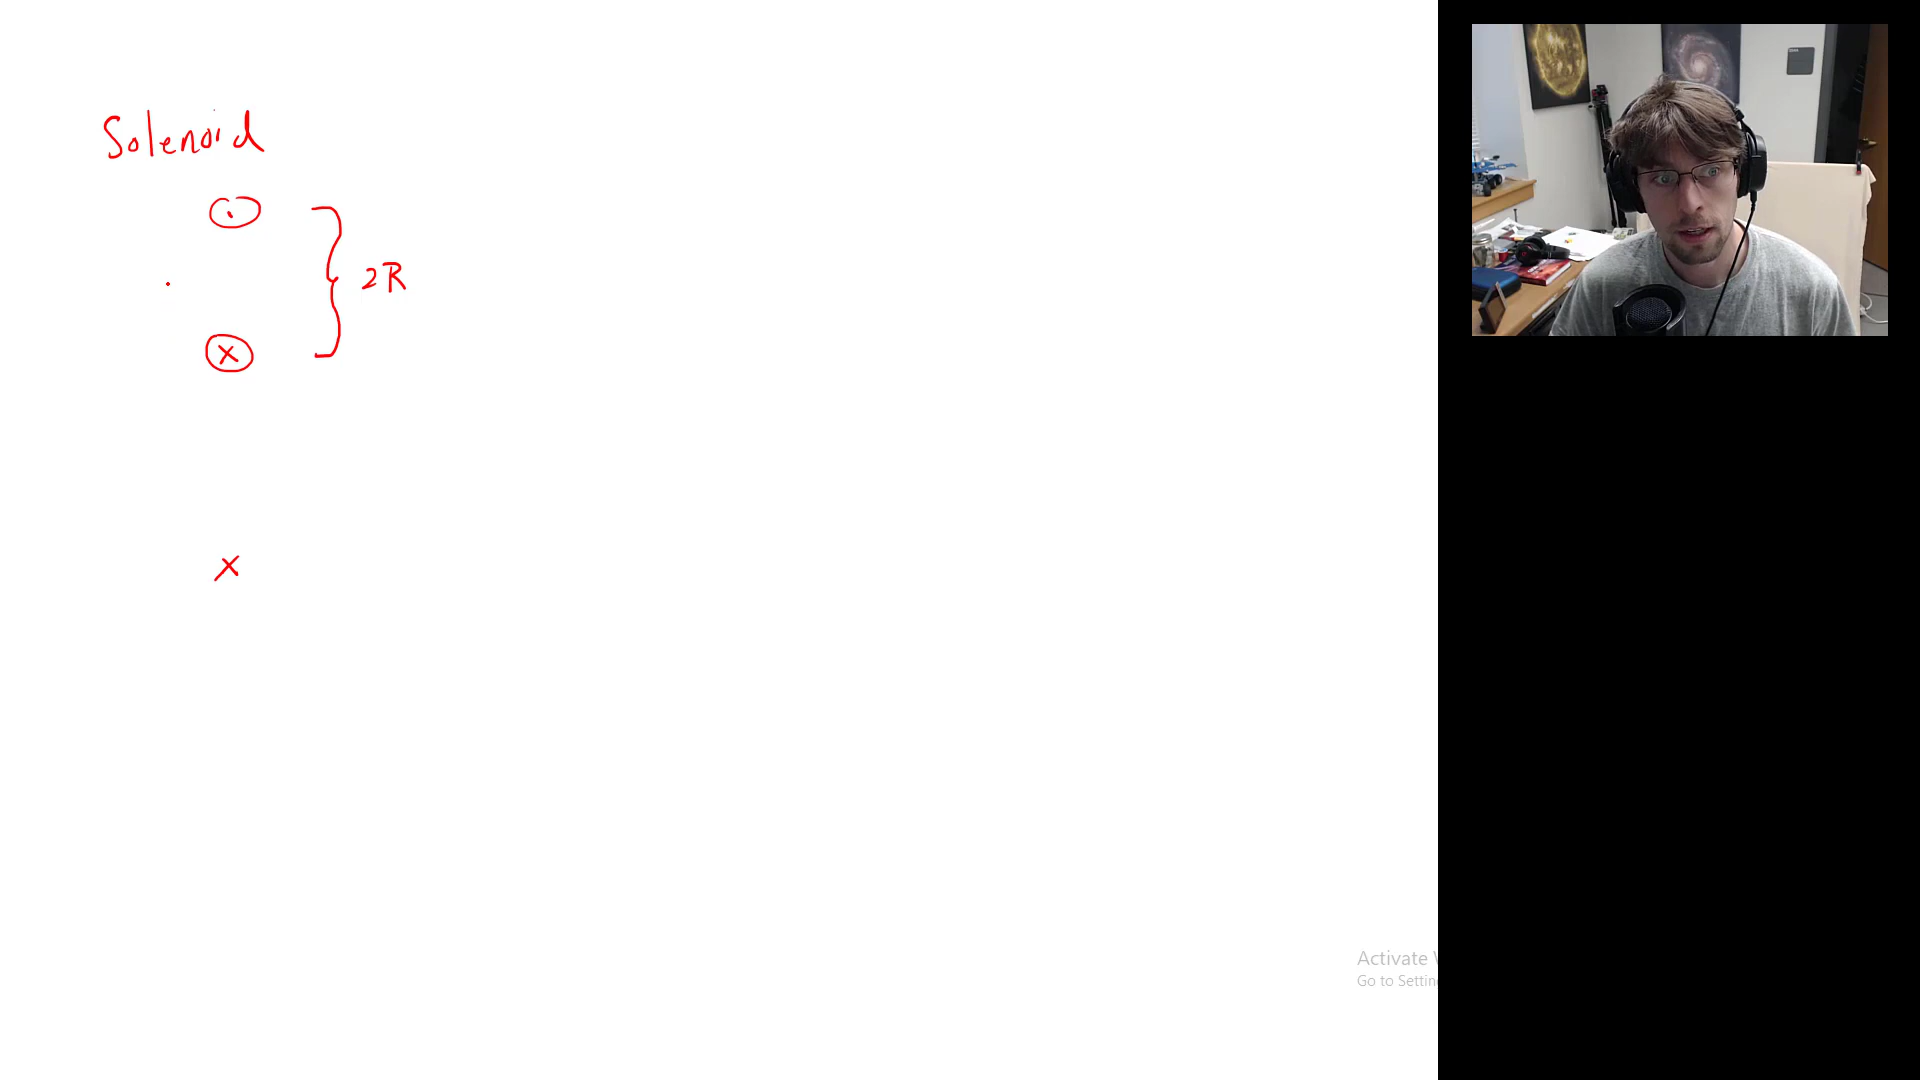 Solenoid
2R
x
x
Activate
Go to Settin